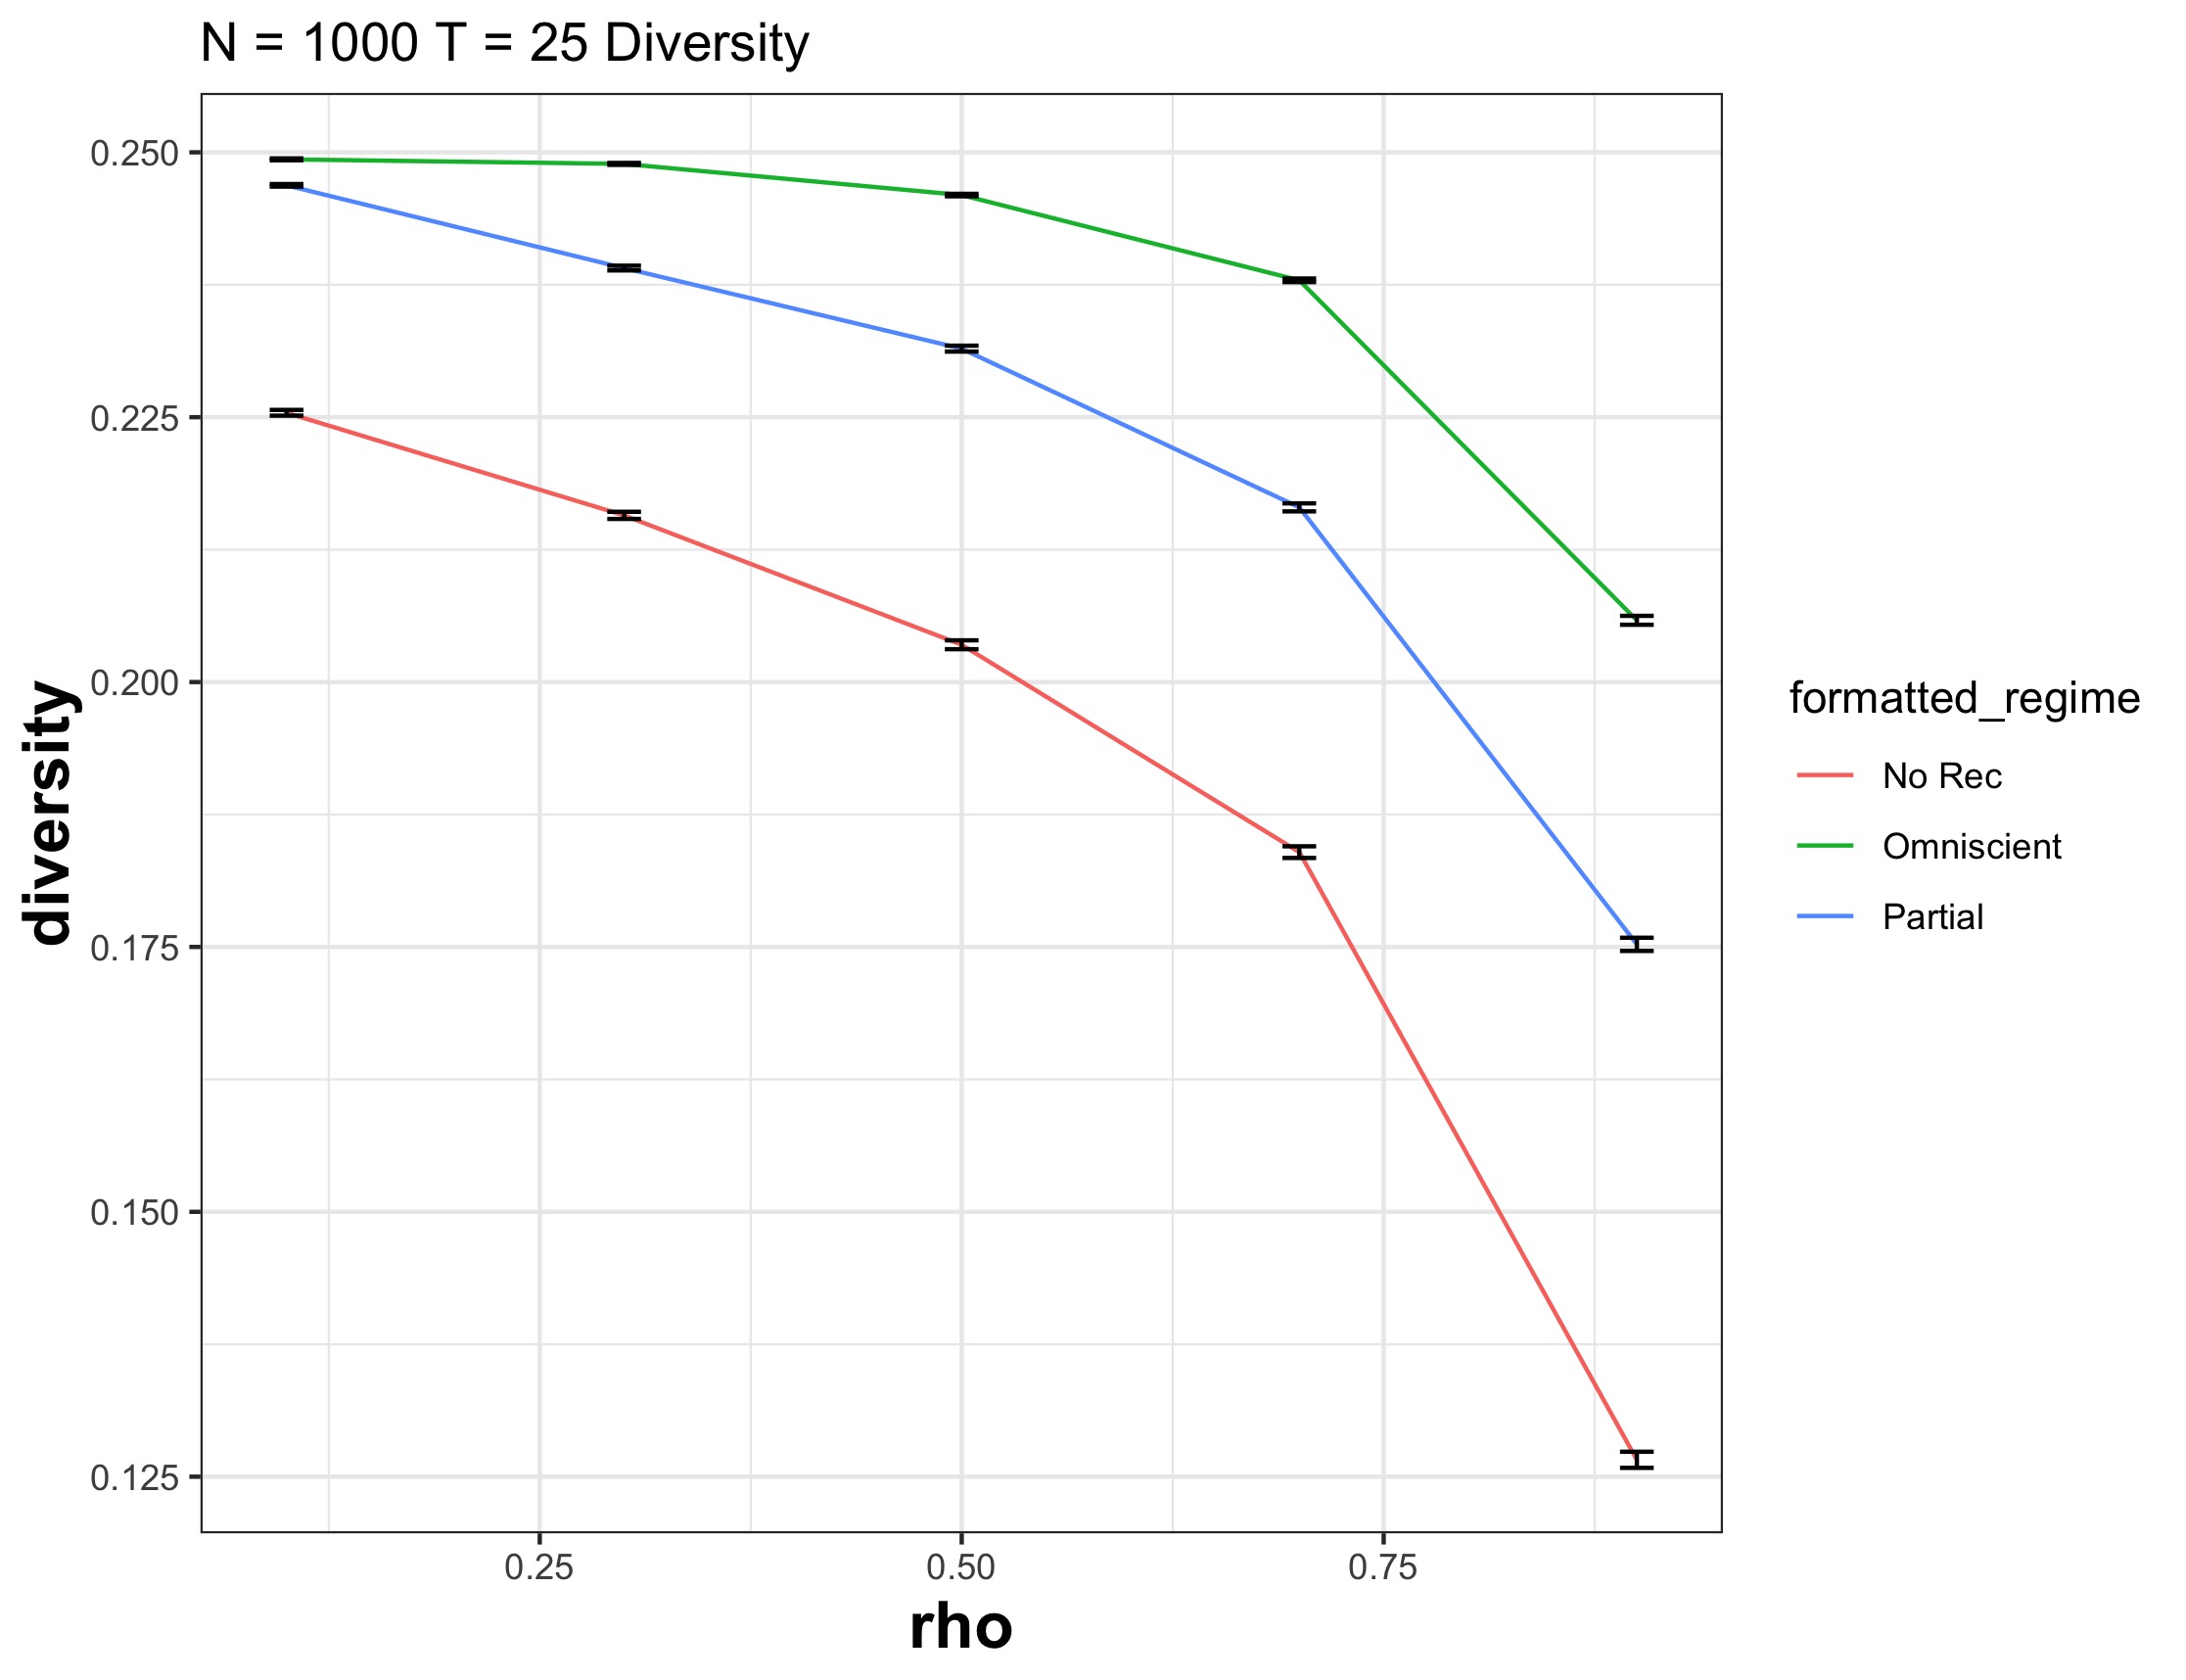 N = 1000 T = 25 Diversity
diversity
0.250
0.225
0.200
0.175
0.150
0.125
0.25
0.50
0.75
rho
formatted_regime
No Rec
Omniscient
Partial